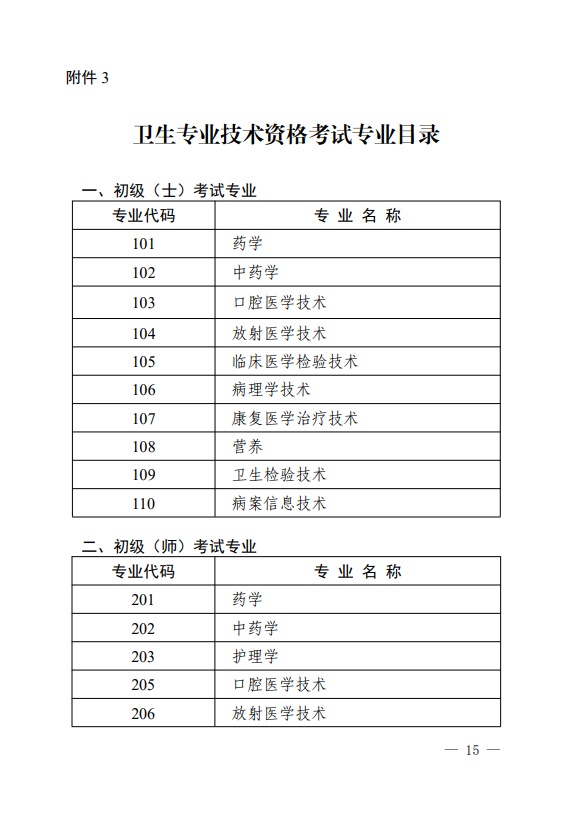 附件 3
卫生专业技术资格考试专业目录
一、初级（士）考试专业
专业代码 专 业 名 称
101 药学
102 中药学
103 口腔医学技术
104 放射医学技术
105 临床医学检验技术
106 病理学技术
107 康复医学治疗技术
108 营养
109 卫生检验技术
110 病案信息技术
二、初级（师）考试专业
专业代码 专 业 名 称
201 药学
202 中药学
203 护理学
205 口腔医学技术
206 放射医学技术
— 15 —